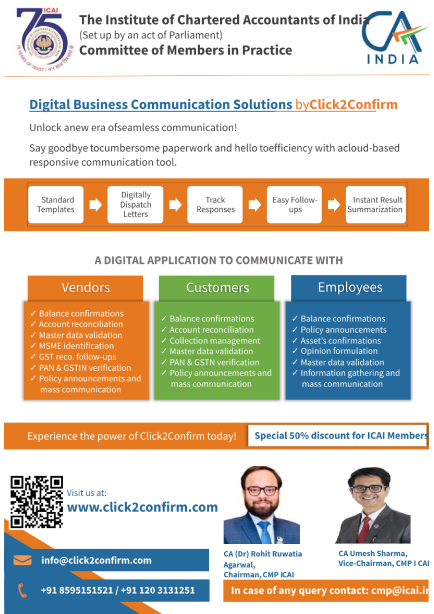 75
ICAI
The Institute of Chartered Accountants of India
(Set up by an act of Parliament)
Committee of Members in Practice
CA
INDIA
Digital Business Communication Solutions byClick2Confirm
Unlock anew era ofseamless communication!
Say goodbye tocumbersome paperwork and hello toefficiency with acloud-based
responsive communication tool.
Standard
Templates
Digitally
Dispatch
Letters
Track
Responses
Easy Follow-
ups
Instant Result
Summarization
A DIGITAL APPLICATION TO COMMUNICATE WITH
Vendors
✓ Balance confirmations
✓ Account reconciliation
✓ Master data validation
✓ MSME identification
✓ GST reco. follow-ups
✓ PAN & GSTIN verification
✓ Policy announcements and
mass communication
Customers
✓ Balance confirmations
✓ Account reconciliation
✓ Collection management
✓ Master data validation
✓ PAN & GSTN verification
✓ Policy announcements and
mass communication
Employees
✓ Balance confirmations
✓ Policy announcements
✓ Asset's confirmations
✓ Opinion formulation
✓ Master data validation
✓ Information gathering and
mass communication
Experience the power of Click2Confirm today!
Special 50% discount for ICAI Members
Visit us at:
www.click2confirm.com
info@click2confirm.com
+91 8595151521 / +91 120 3131251
CA (Dr) Rohit Ruwatia
Agarwal,
Chairman, CMP ICAI
CA Umesh Sharma,
Vice-Chairman, CMP I CAI
In case of any query contact: cmp@icai.in